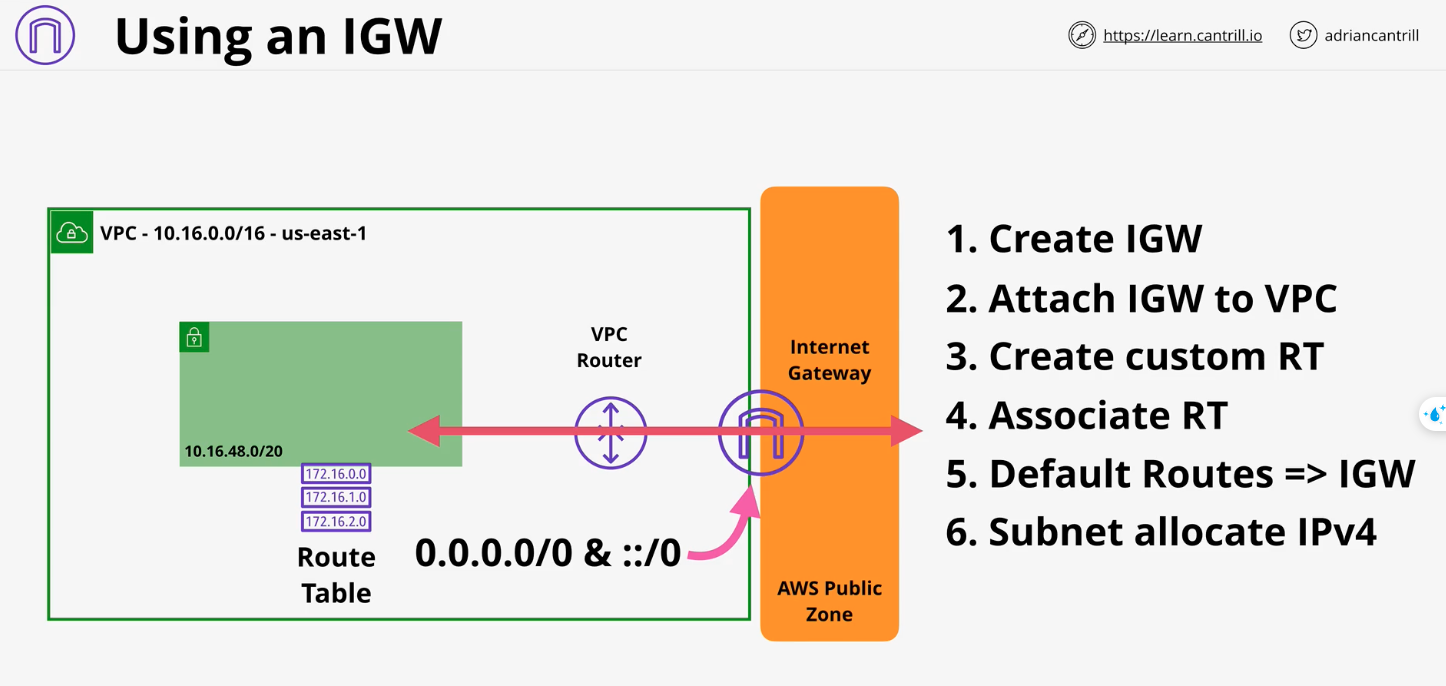 Using an IGW
https://learn.cantrill.io
adriancantrill
VPC - 10.16.0.0/16 - us-east-1
10.16.48.0/20
172.16.0.0
172.16.1.0
172.16.2.0
Route
Table
VPC
Router
0.0.0.0/0 & ::/0
Internet
Gateway
AWS Public
Zone
1. Create IGW
2. Attach IGW to VPC
3. Create custom RT
4. Associate RT
5. Default Routes => IGW
6. Subnet allocate IPv4